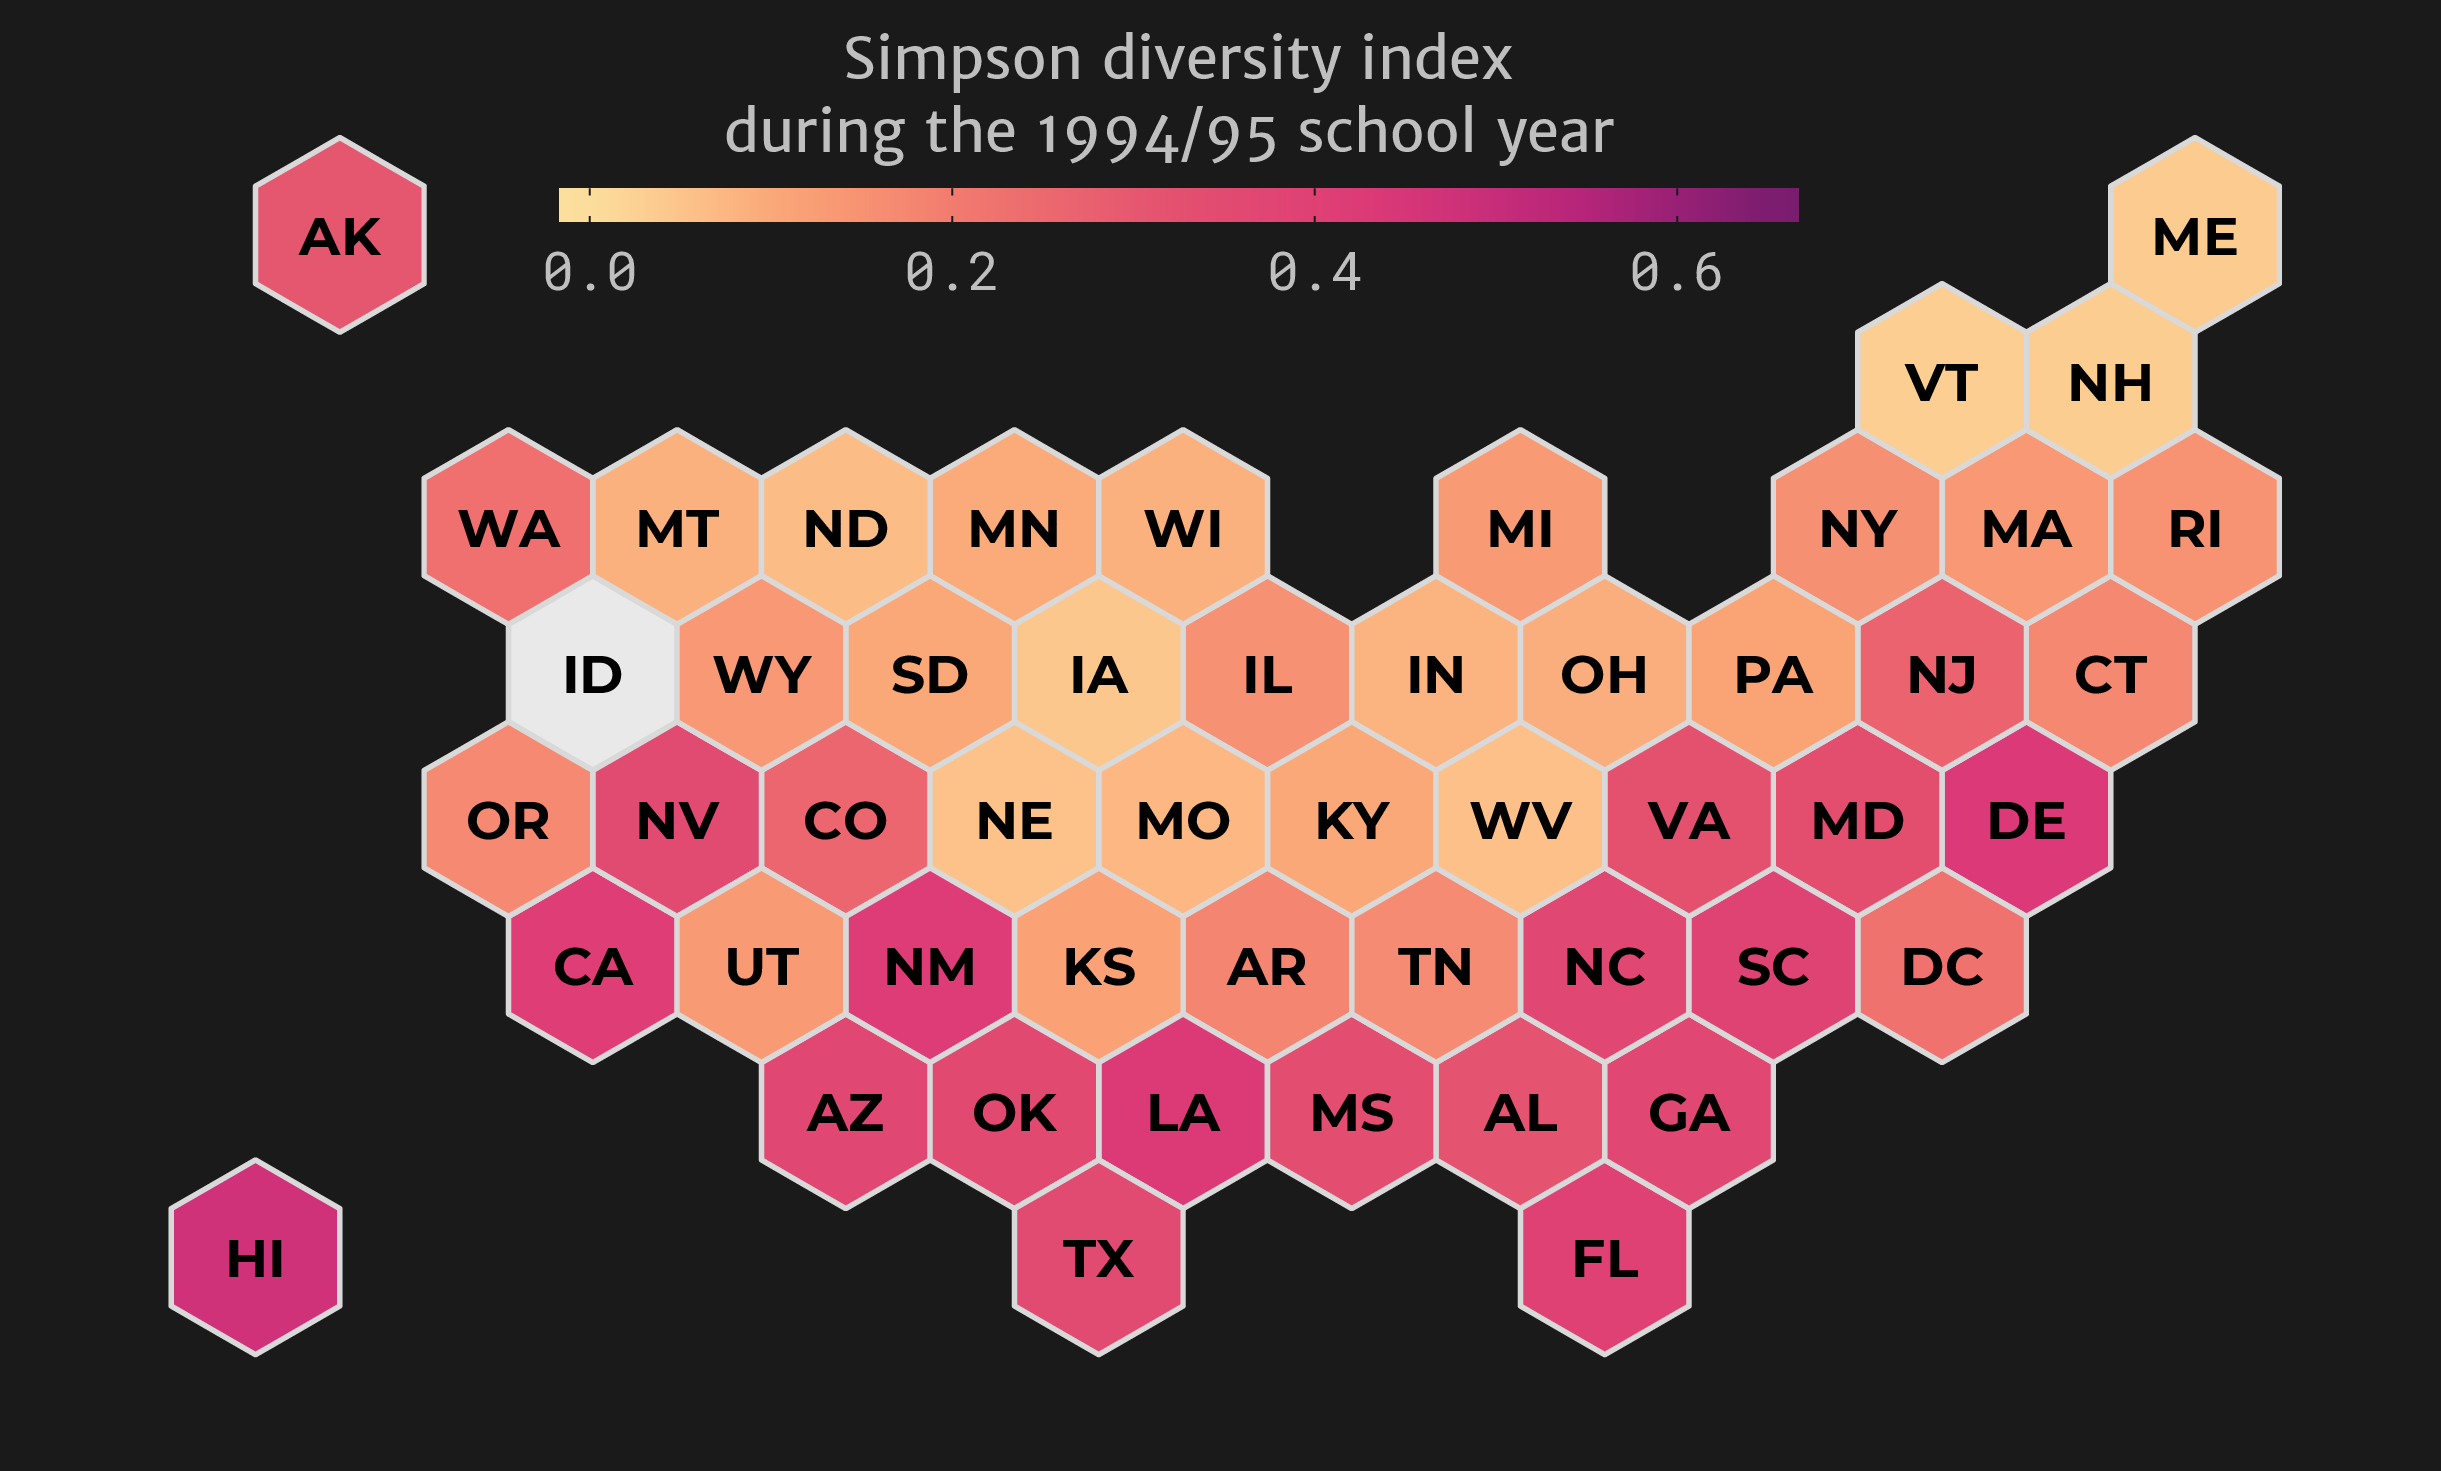 Simpson diversity index
during the 1994/95 school year
0.0 0.2 0.4 0.6
AK
ME
VT NH
WA MT ND MN WI MI NY MA RI
ID WY SD IA IL IN OH PA NJ CT
OR NV CO NE MO KY WV VA MD DE
CA UT NM KS AR TN NC SC DC
AZ OK LA MS AL GA
HI TX FL